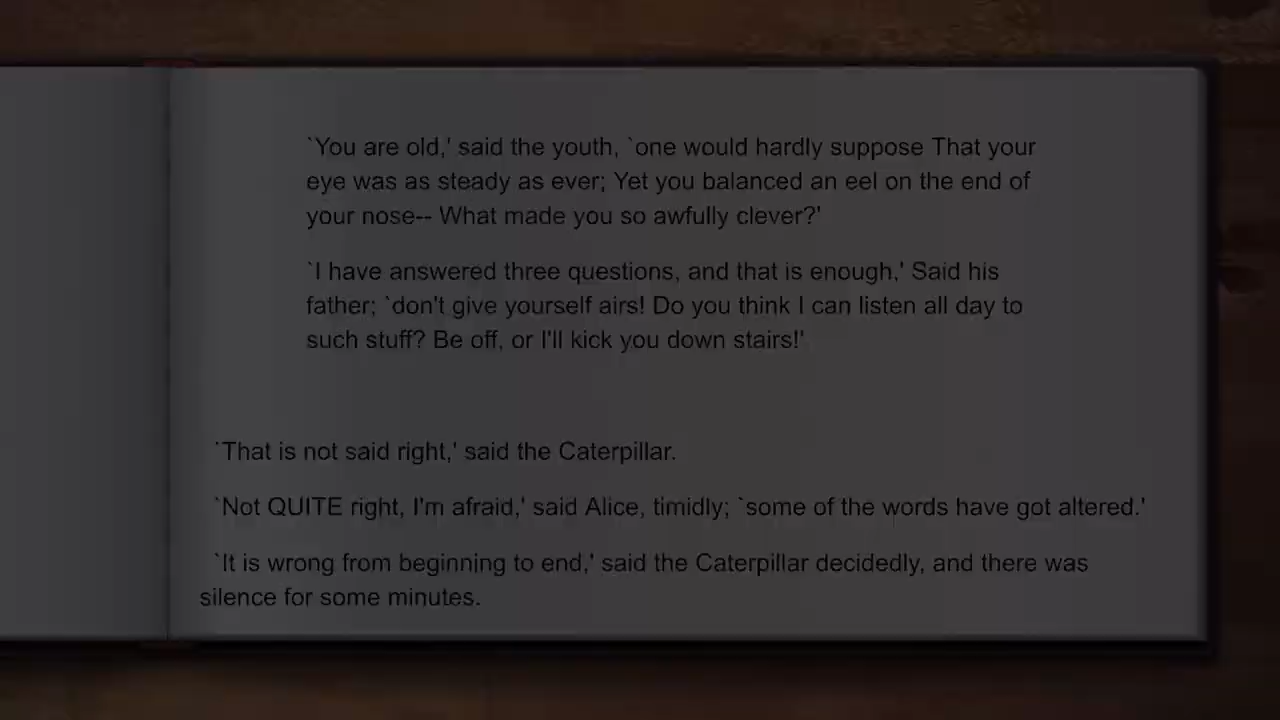 `You are old,' said the youth, `one would hardly suppose That your
eye was as steady as ever; Yet you balanced an eel on the end of
your nose-- What made you so awfully clever?'
`I have answered three questions, and that is enough,' Said his
father; `don't give yourself airs! Do you think I can listen all day to
such stuff? Be off, or I'll kick you down stairs!'
`That is not said right,' said the Caterpillar.
`Not QUITE right, I'm afraid,' said Alice, timidly; `some of the words have got altered.'
`It is wrong from beginning to end,' said the Caterpillar decidedly, and there was
silence for some minutes.